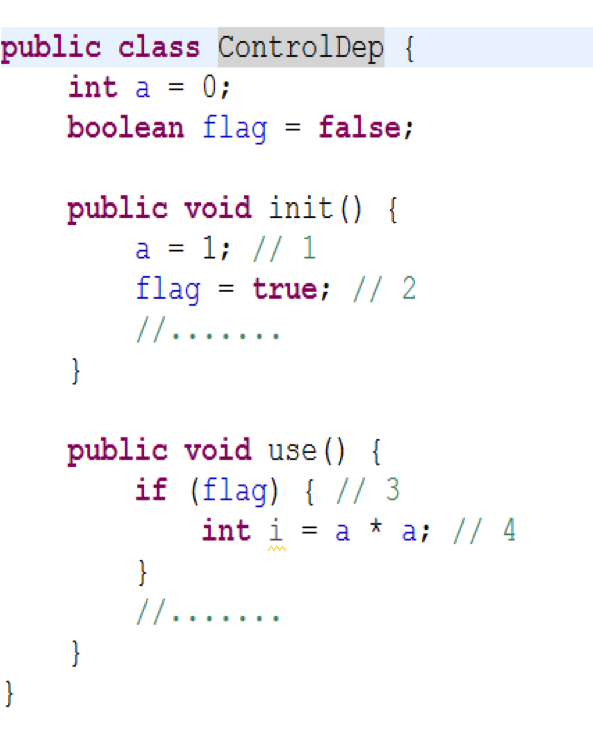 public class ControlDep {
    int a = 0;
    boolean flag = false;

    public void init() {
        a = 1; // 1
        flag = true; // 2
        //.......
    }

    public void use() {
        if (flag) { // 3
            int i = a * a; // 4
        }
        //.......
    }
}